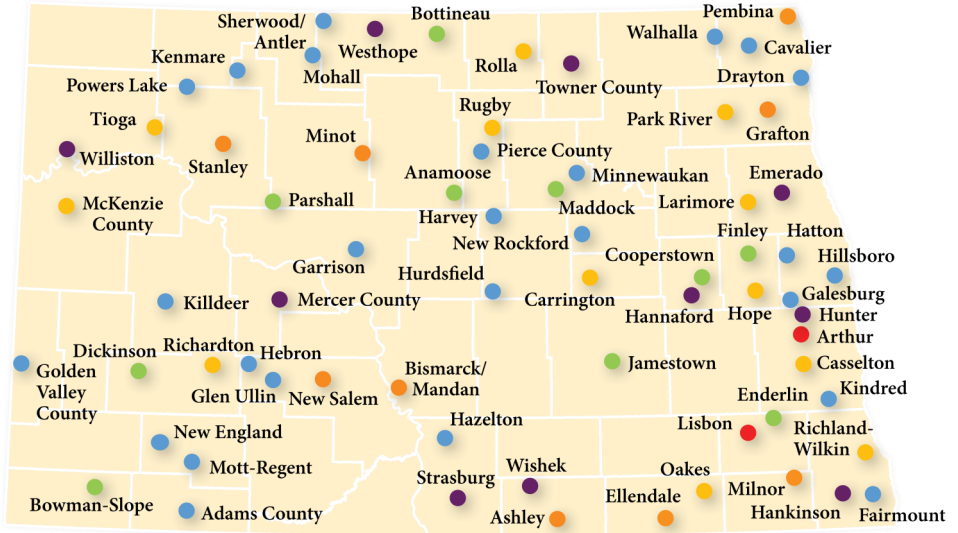 Sherwood/
Antler
Westhope
Bottineau
Pembina
Walhalla
Cavalier
Kenmare
Mohall
Rolla
Towner County
Drayton
Powers Lake
Tioga
Rugby
Park River
Grafton
Minot
Williston
Stanley
Pierce County
Anamoose
Minnewaukan
Emerado
McKenzie
County
Parshall
Maddock
Larimore
Harvey
New Rockford
Finley
Hatton
Garrison
Cooperstown
Hillsboro
Hurdsfield
Killdeer
Mercer County
Carrington
Hannaford
Hope
Galesburg
Hunter
Arthur
Dickinson
Richardton
Hebron
Jamestown
Casselton
Golden
Valley
County
Glen Ullin
New Salem
Bismarck/
Mandan
Enderlin
Kindred
New England
Hazelton
Lisbon
Richland-
Wilkin
Mott-Regent
Strasburg
Wishek
Oakes
Bowman-Slope
Adams County
Ashley
Ellendale
Milnor
Hankinson
Fairmount